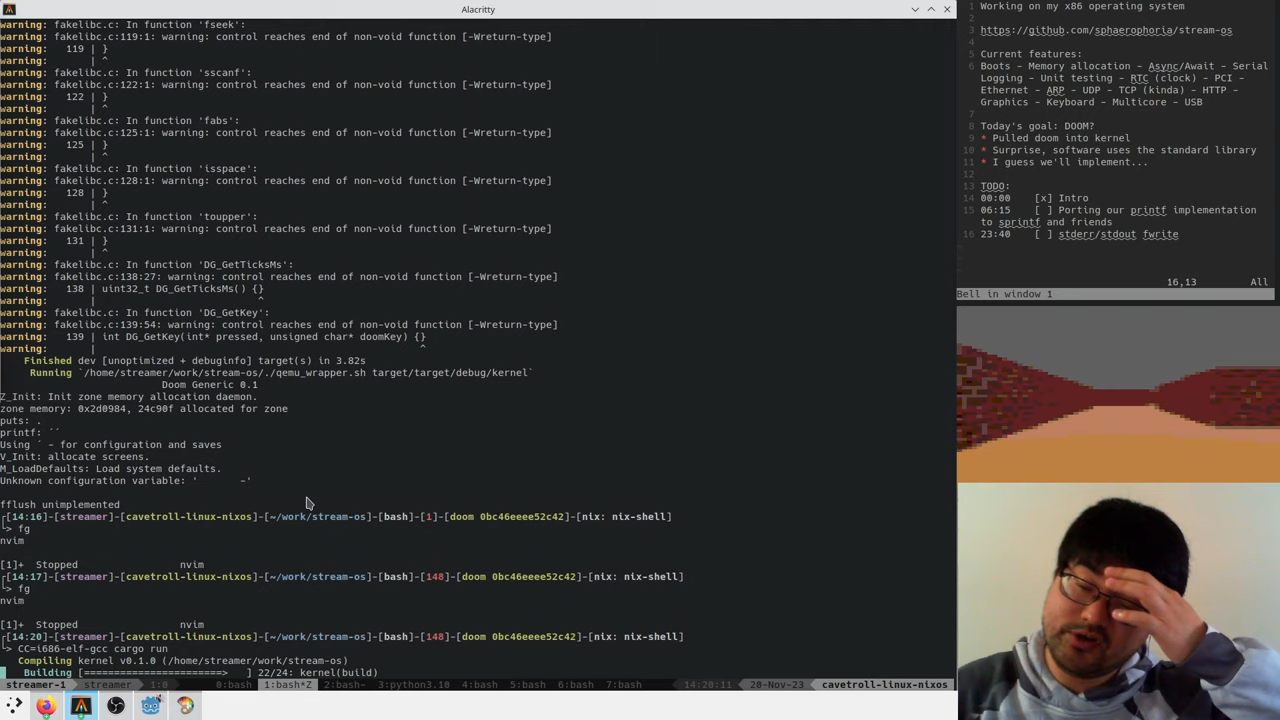 Alacritty
warning: fakelibc.c: In function 'fseek':
warning: fakelibc.c:119:1: warning: control reaches end of non-void function [-Wreturn-type]
warning:   119 | }
warning:       | ^
warning: fakelibc.c: In function 'sscanf':
warning: fakelibc.c:122:1: warning: control reaches end of non-void function [-Wreturn-type]
warning:   122 | }
warning:       | ^
warning: fakelibc.c: In function 'fabs':
warning: fakelibc.c:125:1: warning: control reaches end of non-void function [-Wreturn-type]
warning:   125 | }
warning:       | ^
warning: fakelibc.c: In function 'isspace':
warning: fakelibc.c:128:1: warning: control reaches end of non-void function [-Wreturn-type]
warning:   128 | }
warning:       | ^
warning: fakelibc.c: In function 'toupper':
warning: fakelibc.c:131:1: warning: control reaches end of non-void function [-Wreturn-type]
warning:   131 | }
warning:       | ^
warning: fakelibc.c: In function 'DG_GetTicksMs':
warning: fakelibc.c:138:27: warning: control reaches end of non-void function [-Wreturn-type]
warning:   138 | uint32_t DG_GetTicksMs() {}
warning:       |                           ^
warning: fakelibc.c: In function 'DG_GetKey':
warning: fakelibc.c:139:54: warning: control reaches end of non-void function [-Wreturn-type]
warning:   139 | int DG_GetKey(int* pressed, unsigned char* doomKey) {}
warning:       |                                                      ^
Finished dev [unoptimized + debuginfo] target(s) in 3.82s
Running `/home/streamer/work/stream-os/./qemu_wrapper.sh target/target/debug/kernel`
Doom Generic 0.1
Z_Init: Init zone memory allocation daemon.
zone memory: 0x2d0984, 24c90f allocated for zone
puts: .
printf: ´´
Using ´ - for configuration and saves
V_Init: allocate screens.
M_LoadDefaults: Load system defaults.
Unknown configuration variable: '       -'
fflush unimplemented
┌[14:16]-[streamer]-[cavetroll-linux-nixos]-[~/work/stream-os]-[bash]-[1]-[doom 0bc46eeee52c42]-[nix: nix-shell]
└> fg
nvim
[1]+  Stopped                 nvim
┌[14:17]-[streamer]-[cavetroll-linux-nixos]-[~/work/stream-os]-[bash]-[148]-[doom 0bc46eeee52c42]-[nix: nix-shell]
└> fg
nvim
[1]+  Stopped                 nvim
┌[14:20]-[streamer]-[cavetroll-linux-nixos]-[~/work/stream-os]-[bash]-[148]-[doom 0bc46eeee52c42]-[nix: nix-shell]
└> CC=i686-elf-gcc cargo run
Compiling kernel v0.1.0 (/home/streamer/work/stream-os)
Building [=======================>   ] 22/24: kernel(build)
streamer-1 streamer 1:0 0:bash 1:bash*Z 2:bash- 3:python3.10 4:bash 5:bash 6:bash 7:bash 14:20:11 20-Nov-23 cavetroll-linux-nixos
1 Working on my x86 operating system
2
3 https://github.com/sphaerophoria/stream-os
4
5 Current features:
6 Boots - Memory allocation - Async/Await - Serial
Logging - Unit testing - RTC (clock) - PCI -
Ethernet - ARP - UDP - TCP (kinda) - HTTP -
Graphics - Keyboard - Multicore - USB
7
8 Today's goal: DOOM?
9 * Pulled doom into kernel
10 * Surprise, software uses the standard library
11 * I guess we'll implement...
12
13 TODO:
14 00:00    [x] Intro
15 06:15    [ ] Porting our printf implementation
to sprintf and friends
16 23:40    [ ] stderr/stdout fwrite
~
~
16,13 All
Bell in window 1